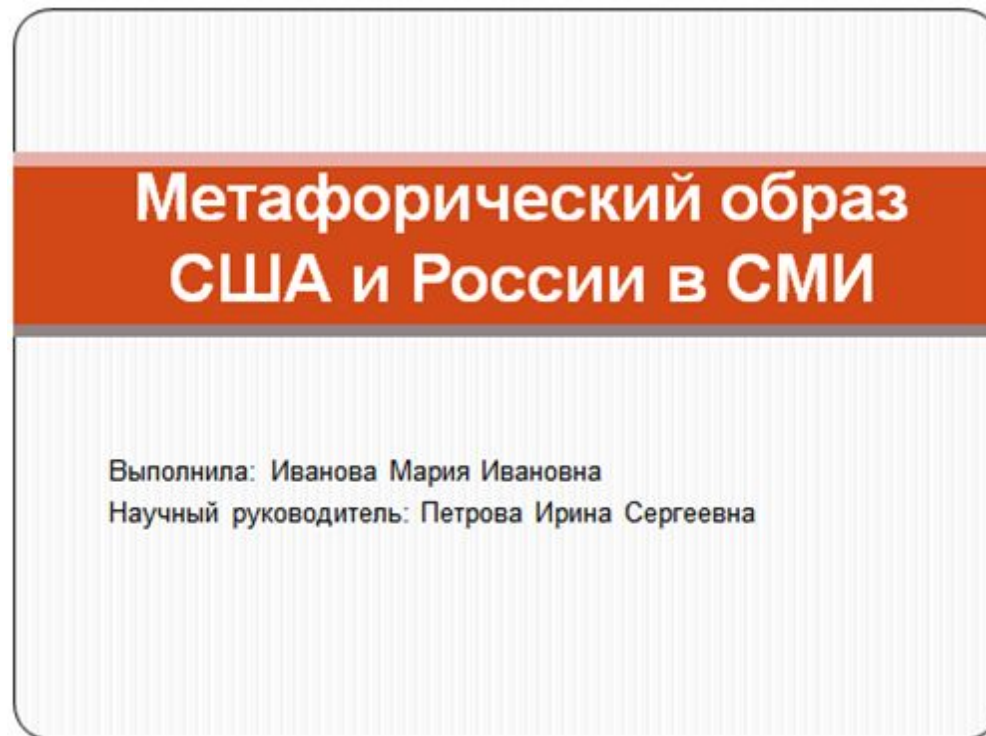 Метафорический образ
США и России в СМИ
Выполнила: Иванова Мария Ивановна
Научный руководитель: Петрова Ирина Сергеевна